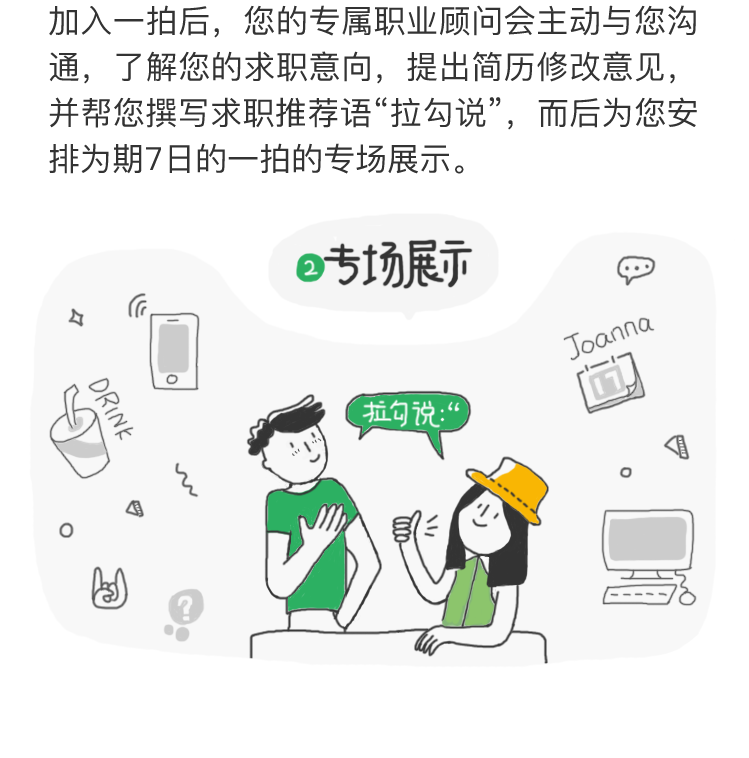 加入一拍后，您的专属职业顾问会主动与您沟
通，了解您的求职意向，提出简历修改意见，
并帮您撰写求职推荐语“拉勾说”，而后为您安
排为期7日的一拍的专场展示。
2专场展示
Joanna
17
DRINK
拉勾说:“
?